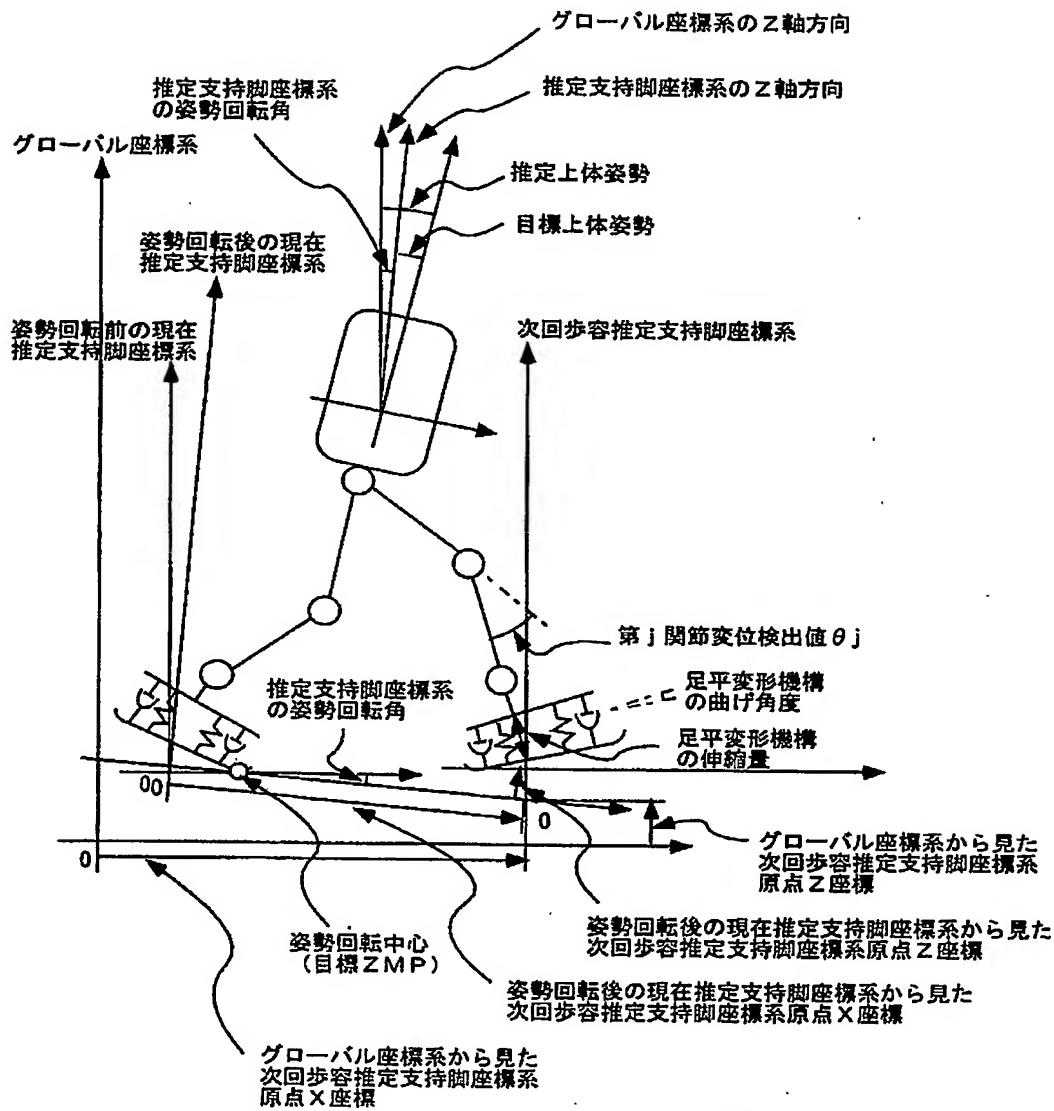 グローバル座標系のZ軸方向
推定支持脚座標系
の姿勢回転角
推定支持脚座標系のZ軸方向
グローバル座標系
推定上体姿勢
目標上体姿勢
姿勢回転後の現在
推定支持脚座標系
姿勢回転前の現在
推定支持脚座標系
次回歩容推定支持脚座標系
第j関節変位検出値θj
推定支持脚座標系
の姿勢回転角
足平変形機構
の曲げ角度
足平変形機構
の伸縮量
0
0
0
0
グローバル座標系から見た
次回歩容推定支持脚座標系
原点Z座標
姿勢回転後の現在推定支持脚座標系から見た
次回歩容推定支持脚座標系原点Z座標
姿勢回転中心
(目標ZMP)
姿勢回転後の現在推定支持脚座標系から見た
次回歩容推定支持脚座標系原点X座標
グローバル座標系から見た
次回歩容推定支持脚座標系
原点X座標